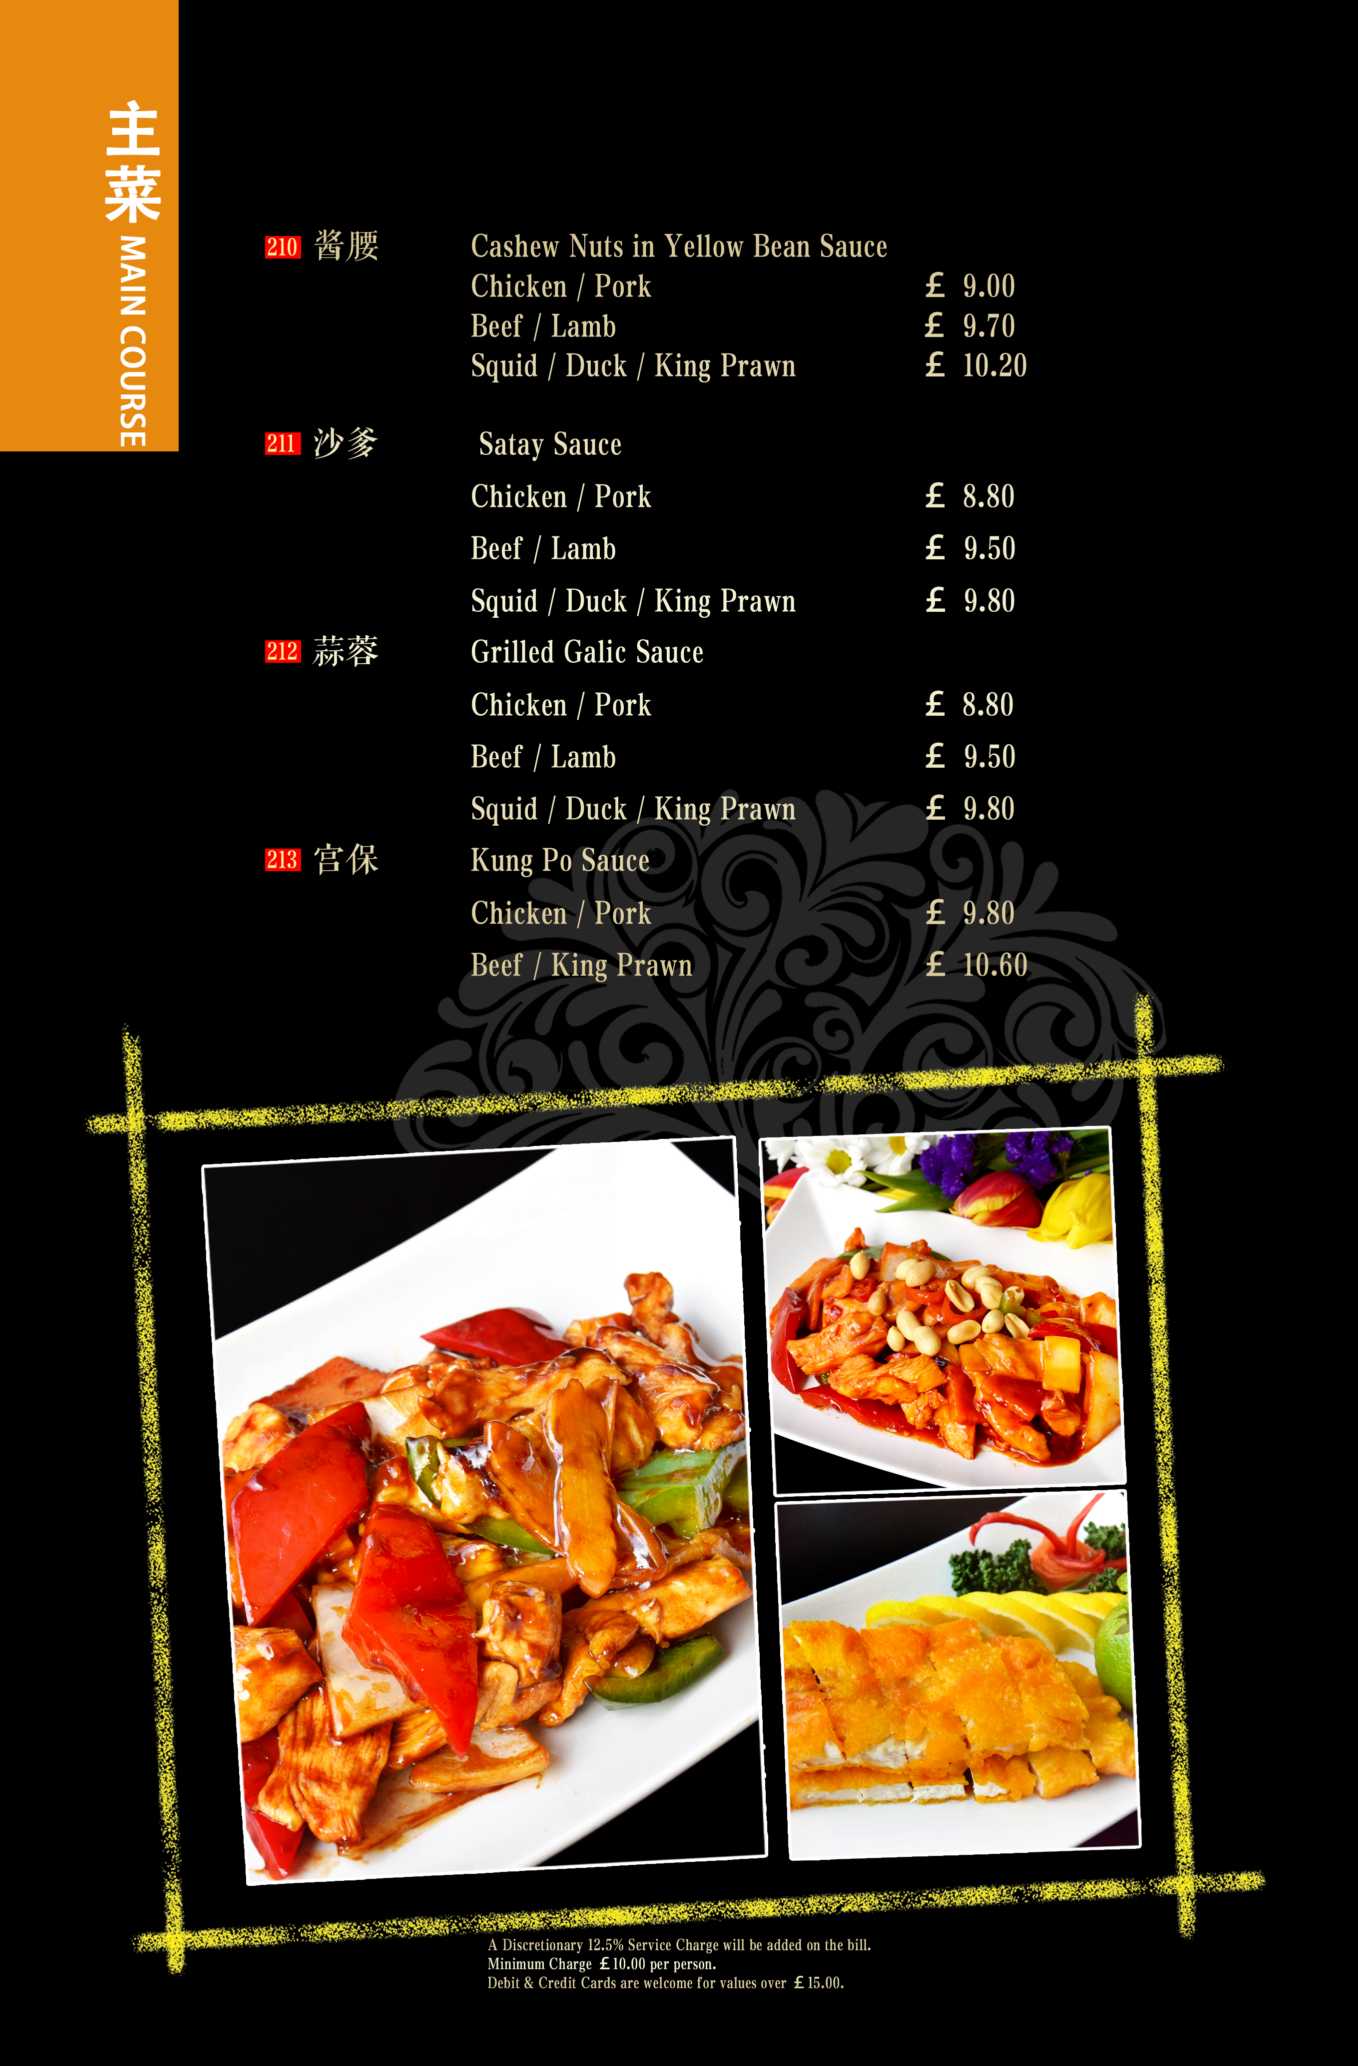 主菜 MAIN COURSE
210 酱腰 Cashew Nuts in Yellow Bean Sauce
Chicken / Pork £ 9.00
Beef / Lamb £ 9.70
Squid / Duck / King Prawn £ 10.20
211 沙爹 Satay Sauce
Chicken / Pork £ 8.80
Beef / Lamb £ 9.50
Squid / Duck / King Prawn £ 9.80
212 蒜蓉 Grilled Galic Sauce
Chicken / Pork £ 8.80
Beef / Lamb £ 9.50
Squid / Duck / King Prawn £ 9.80
213 宫保 Kung Po Sauce
Chicken / Pork £ 9.80
Beef / King Prawn £ 10.60
A Discretionary 12.5% Service Charge will be added on the bill.
Minimum Charge £10.00 per person.
Debit & Credit Cards are welcome for values over £15.00.